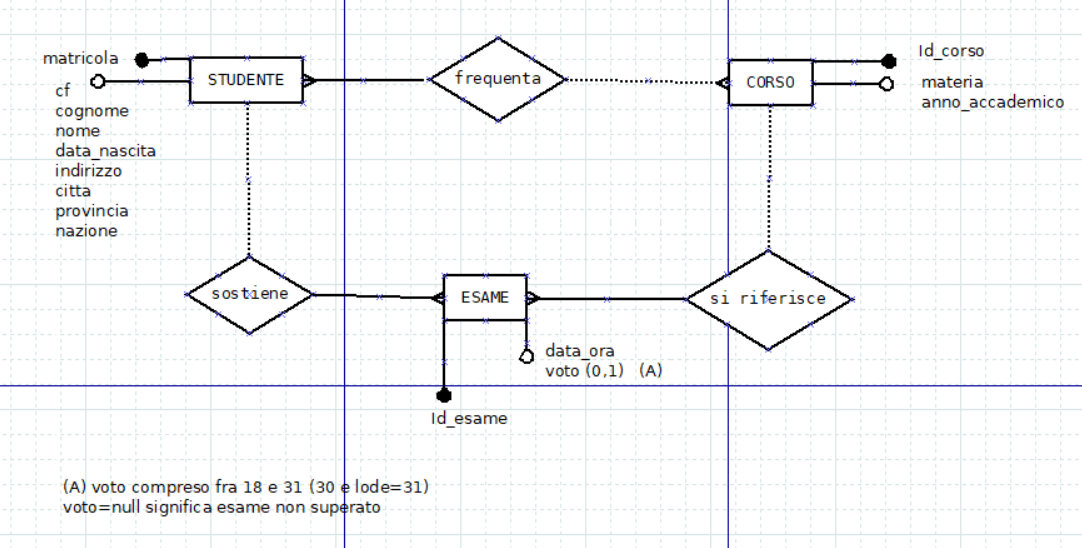 matricola
STUDENTE
frequenta
CORSO
Id_corso
materia
anno_accademico
cf
cognome
nome
data_nascita
indirizzo
citta
provincia
nazione
sostiene
ESAME
si riferisce
data_ora
voto (0,1) (A)
Id_esame
(A) voto compreso fra 18 e 31 (30 e lode=31)
voto=null significa esame non superato